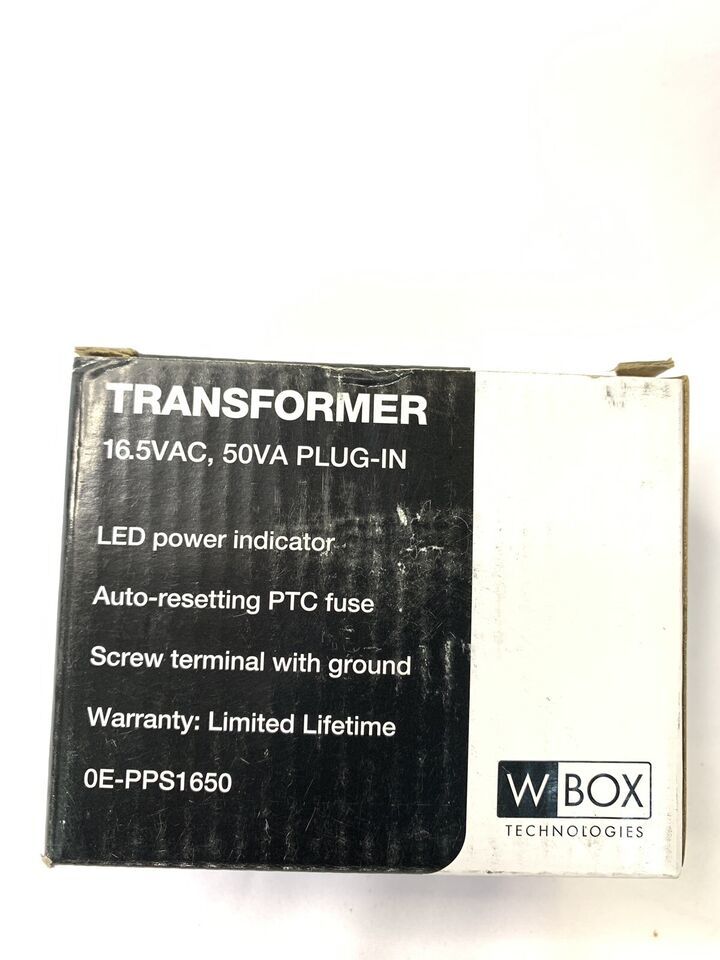 TRANSFORMER
16.5VAC, 50VA PLUG-IN
LED power indicator
Auto-resetting PTC fuse
Screw terminal with ground
Warranty: Limited Lifetime
0E-PPS1650
W BOX
TECHNOLOGIES